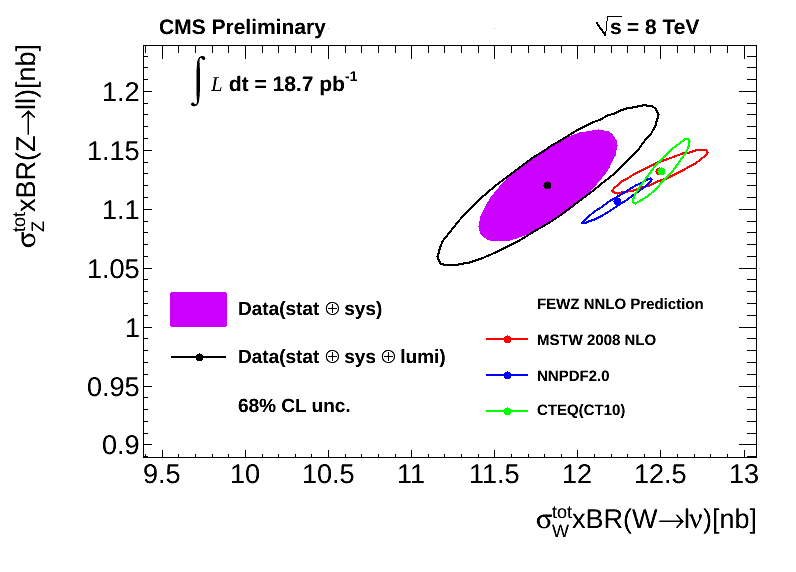 CMS Preliminary
√s = 8 TeV
∫ L dt = 18.7 pb⁻¹
σ_Z^tot xBR(Z→ll)[nb]
1.2
1.15
1.1
1.05
1
0.95
0.9
Data(stat ⊕ sys)
Data(stat ⊕ sys ⊕ lumi)
68% CL unc.
FEWZ NNLO Prediction
MSTW 2008 NLO
NNPDF2.0
CTEQ(CT10)
9.5 10 10.5 11 11.5 12 12.5 13
σ_W^tot xBR(W→lν)[nb]